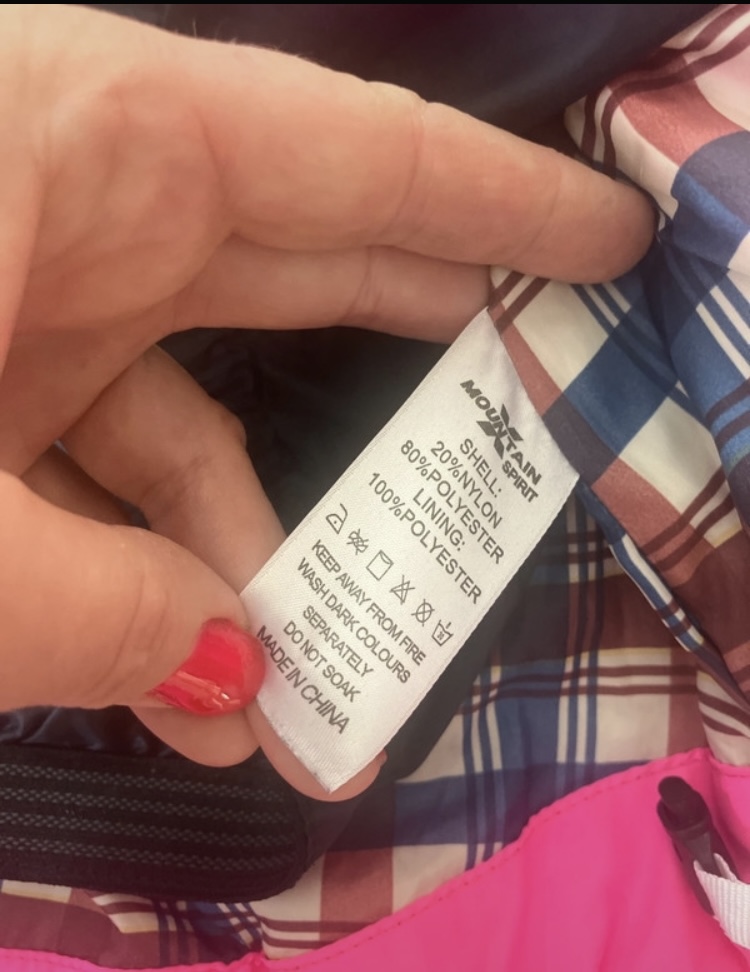 MOUNTAIN
SPIRIT
SHELL:
20%NYLON
80%POLYESTER
LINING:
100%POLYESTER
KEEP AWAY FROM FIRE
WASH DARK COLOURS
SEPARATELY
DO NOT SOAK
MADE IN CHINA